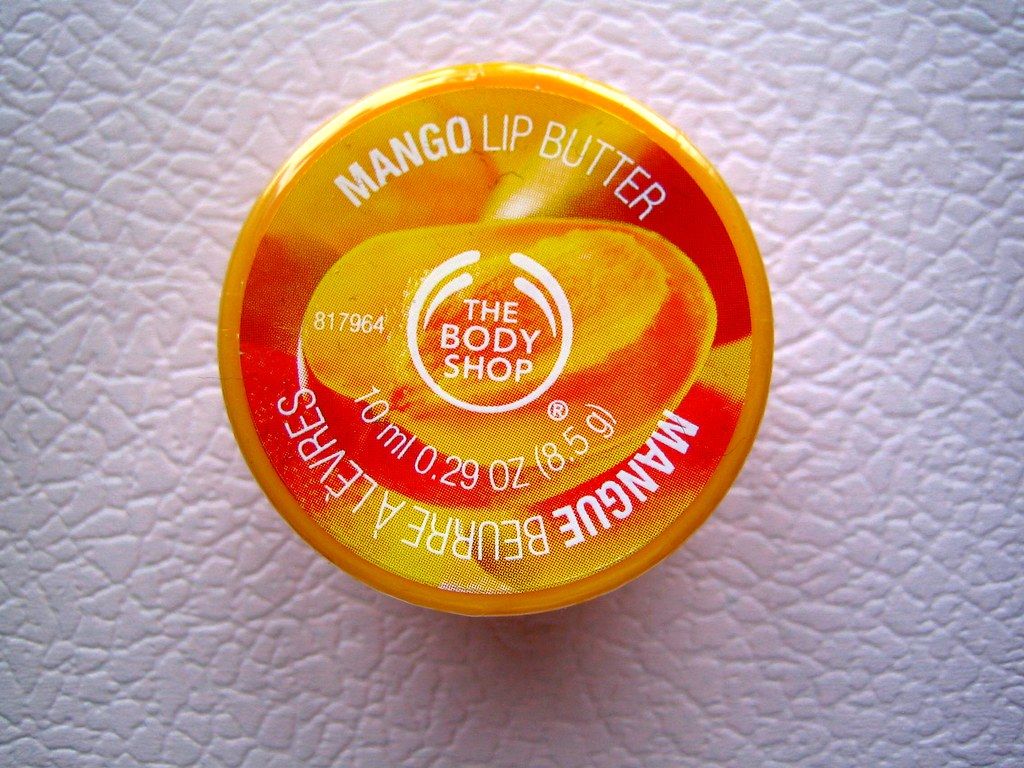 MANGO LIP BUTTER
817964
THE
BODY
SHOP
®
10 ml 0.29 OZ (8.5 g)
MANGUE BEURRE À LÈVRES